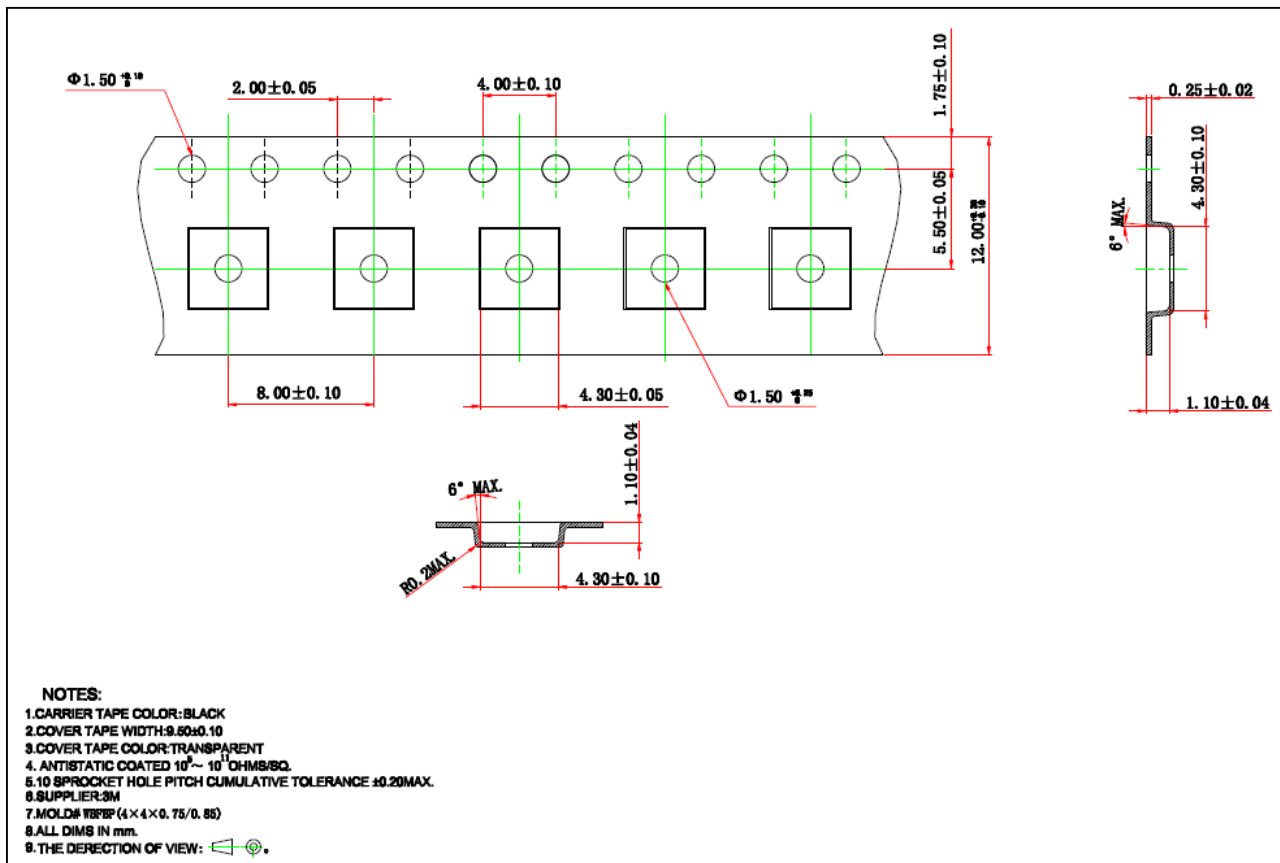 Φ1.50
2.00±0.05
4.00±0.10
1.75±0.10
0.25±0.02
5.50±0.05
12.00
6° MAX.
4.30±0.10
8.00±0.10
4.30±0.05
Φ1.50
1.10±0.04
6° MAX.
1.10±0.04
R0.2MAX.
4.30±0.10
NOTES:
1.CARRIER TAPE COLOR:BLACK
2.COVER TAPE WIDTH:9.50±0.10
3.COVER TAPE COLOR:TRANSPARENT
4. ANTISTATIC COATED 10 ~ 10¹¹OHMS/SQ.
5.10 SPROCKET HOLE PITCH CUMULATIVE TOLERANCE ±0.20MAX.
6.SUPPLIER:3M
7.MOLD# (4×4×0.75/0.85)
8.ALL DIMS IN mm.
9.THE DERECTION OF VIEW: